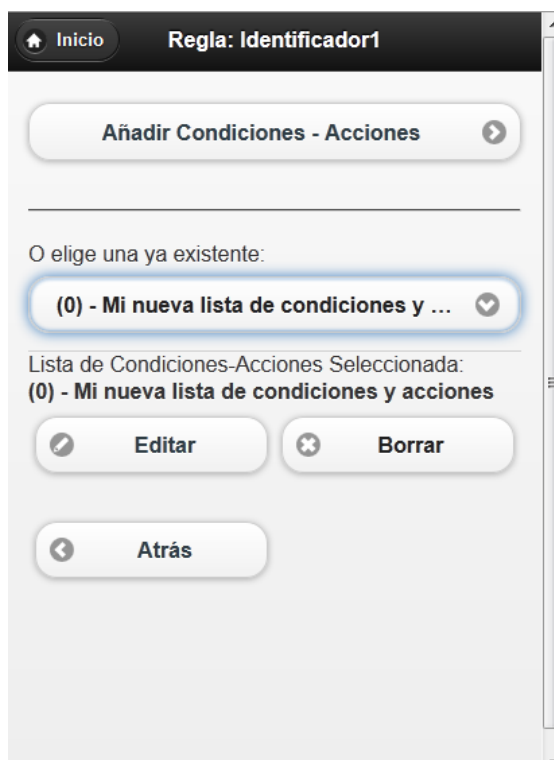 Inicio
Regla: Identificador1
Añadir Condiciones - Acciones
O elige una ya existente:
(0) - Mi nueva lista de condiciones y ...
Lista de Condiciones-Acciones Seleccionada:
(0) - Mi nueva lista de condiciones y acciones
Editar
Borrar
Atrás